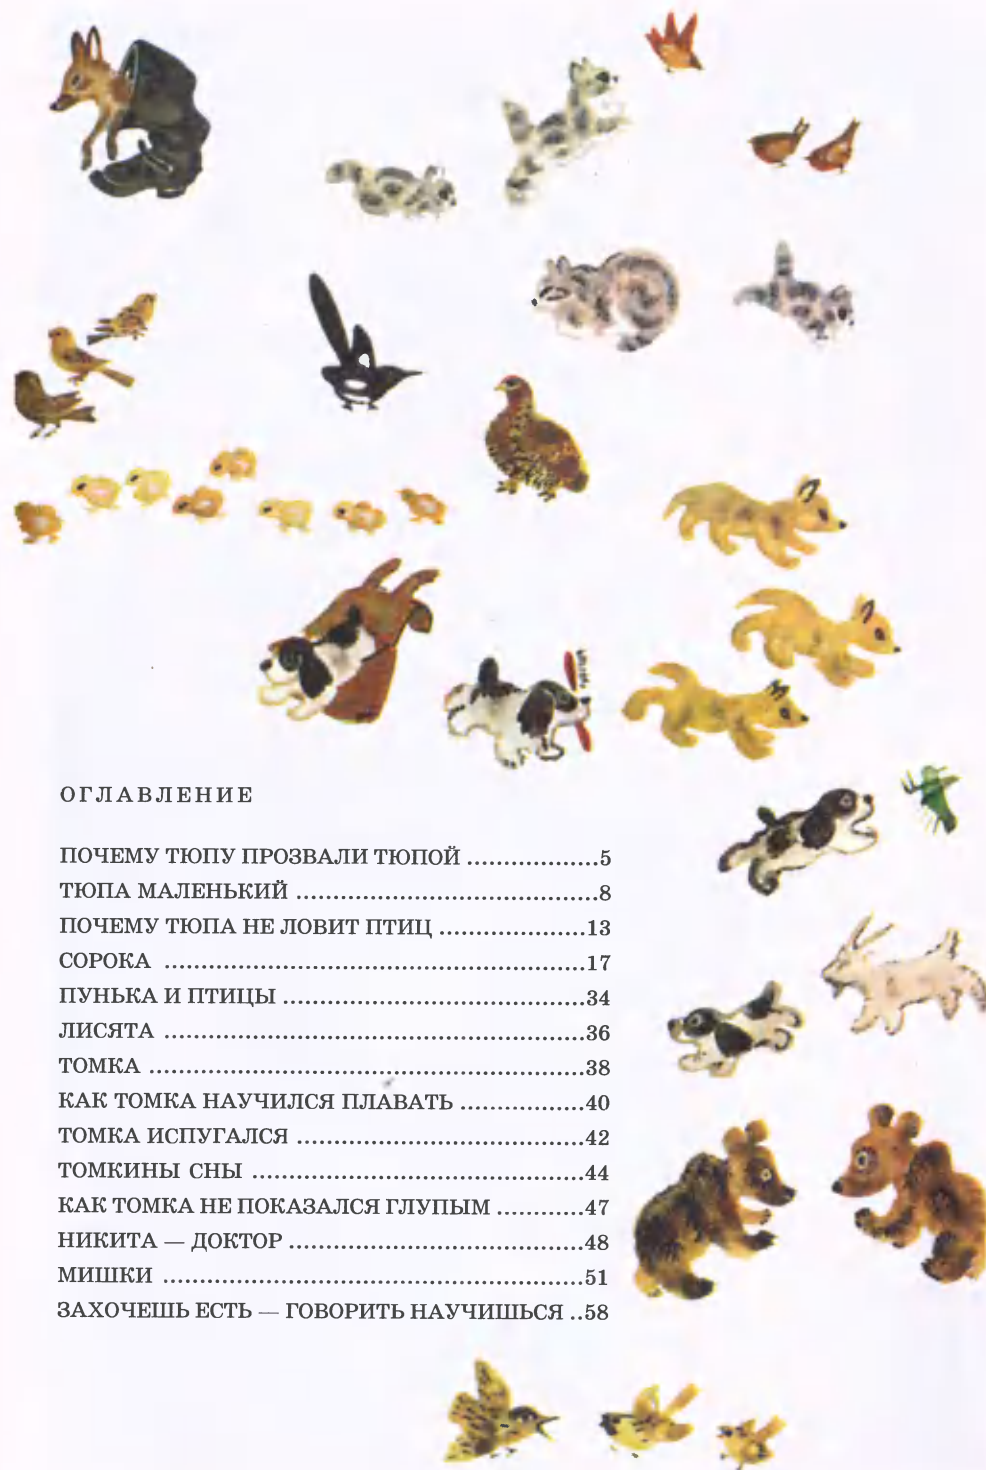 ОГЛАВЛЕНИЕ
ПОЧЕМУ ТЮПУ ПРОЗВАЛИ ТЮПОЙ ..................5
ТЮПА МАЛЕНЬКИЙ .........................................8
ПОЧЕМУ ТЮПА НЕ ЛОВИТ ПТИЦ ....................13
СОРОКА ..........................................................17
ПУНЬКА И ПТИЦЫ .........................................34
ЛИСЯТА ..........................................................36
ТОМКА ............................................................38
КАК ТОМКА НАУЧИЛСЯ ПЛАВАТЬ .................40
ТОМКА ИСПУГАЛСЯ .......................................42
ТОМКИНЫ СНЫ .............................................44
КАК ТОМКА НЕ ПОКАЗАЛСЯ ГЛУПЫМ ............47
НИКИТА — ДОКТОР ........................................48
МИШКИ ..........................................................51
ЗАХОЧЕШЬ ЕСТЬ — ГОВОРИТЬ НАУЧИШЬСЯ ..58